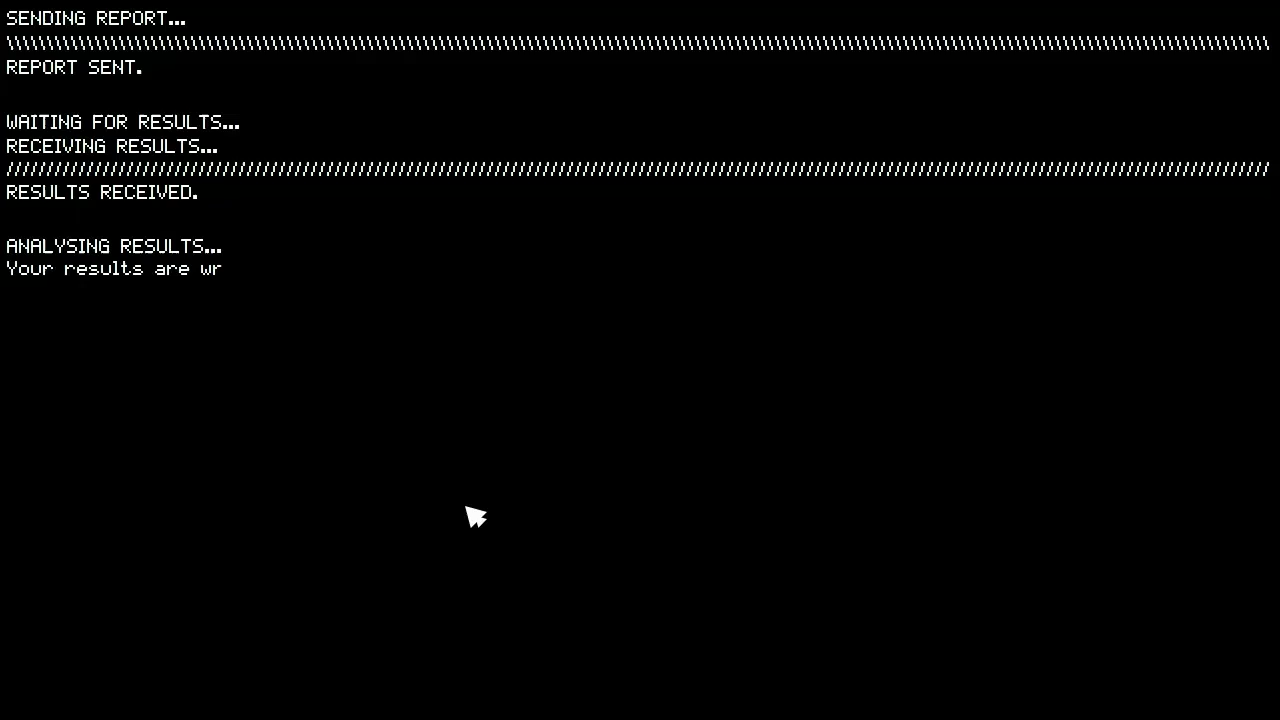 SENDING REPORT...
\\\\\\\\\\\\\\\\\\\\\\\\\\\\\\\\\\\\\\\\\\\\\\\\\\\\\\\\\\\\\\\\\\\\\\\\\\\\\\\\\\\\\\\\\\\\\\\\\\\\\\\\\\\\\\\\\\\\\\\\\\\\\\\\\\\\\\\\\\\\\\\\\\\\\\\\\\\\\\
REPORT SENT.
WAITING FOR RESULTS...
RECEIVING RESULTS...
//////////////////////////////////////////////////////////////////////////////////////////////////////////////////////////////////////////////////////////////
RESULTS RECEIVED.
ANALYSING RESULTS...
Your results are wr